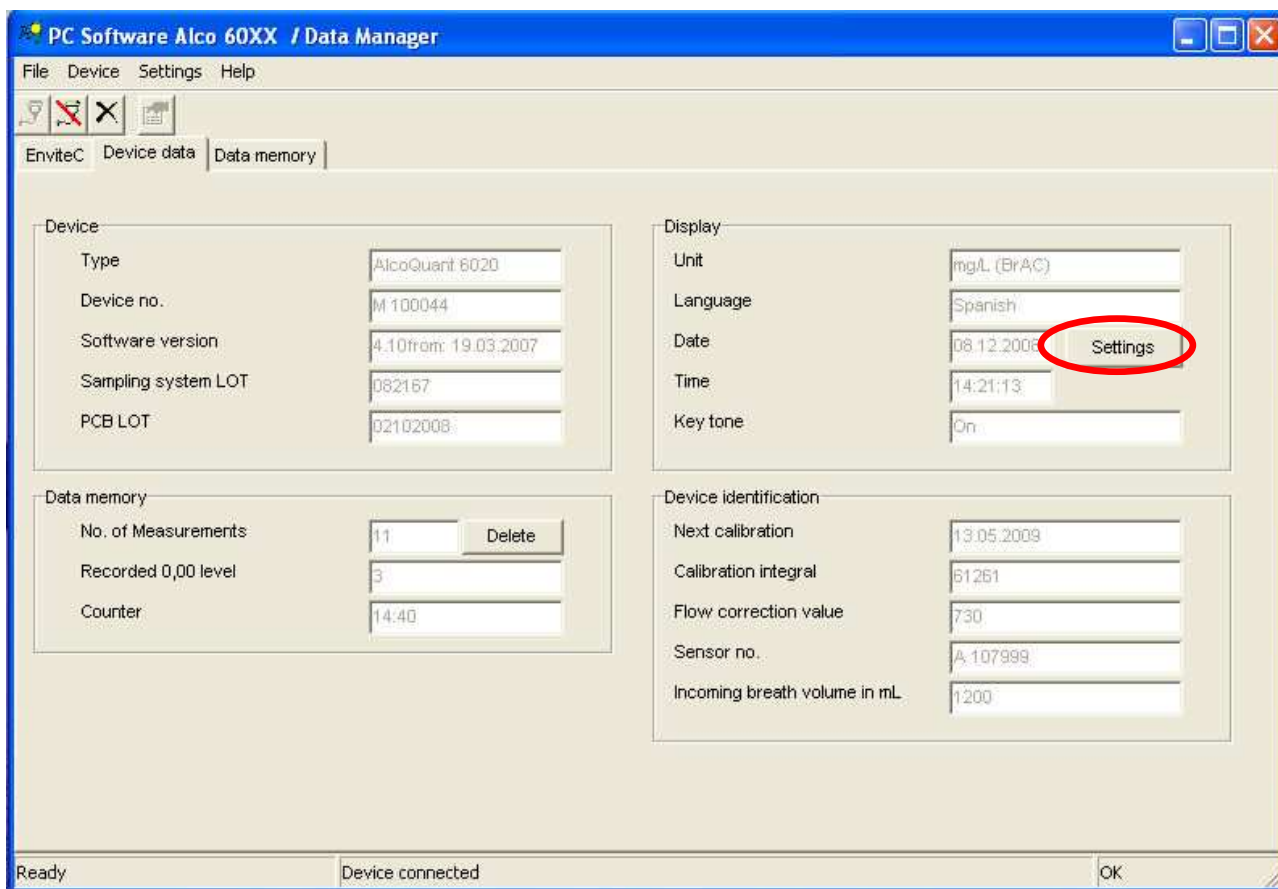 PC Software Alco 60XX / Data Manager
File Device Settings Help
EnviteC Device data Data memory
Device
Type AlcoQuant 6020
Device no. M 100044
Software version 4.10from: 19.03.2007
Sampling system LOT 082167
PCB LOT 02102008
Display
Unit mg/L (BrAC)
Language Spanish
Date 08.12.2008 Settings
Time 14:21:13
Key tone On
Data memory
No. of Measurements 11 Delete
Recorded 0,00 level 3
Counter 14:40
Device identification
Next calibration 13.05.2009
Calibration integral 61261
Flow correction value 730
Sensor no. A 107999
Incoming breath volume in mL 1200
Ready Device connected OK